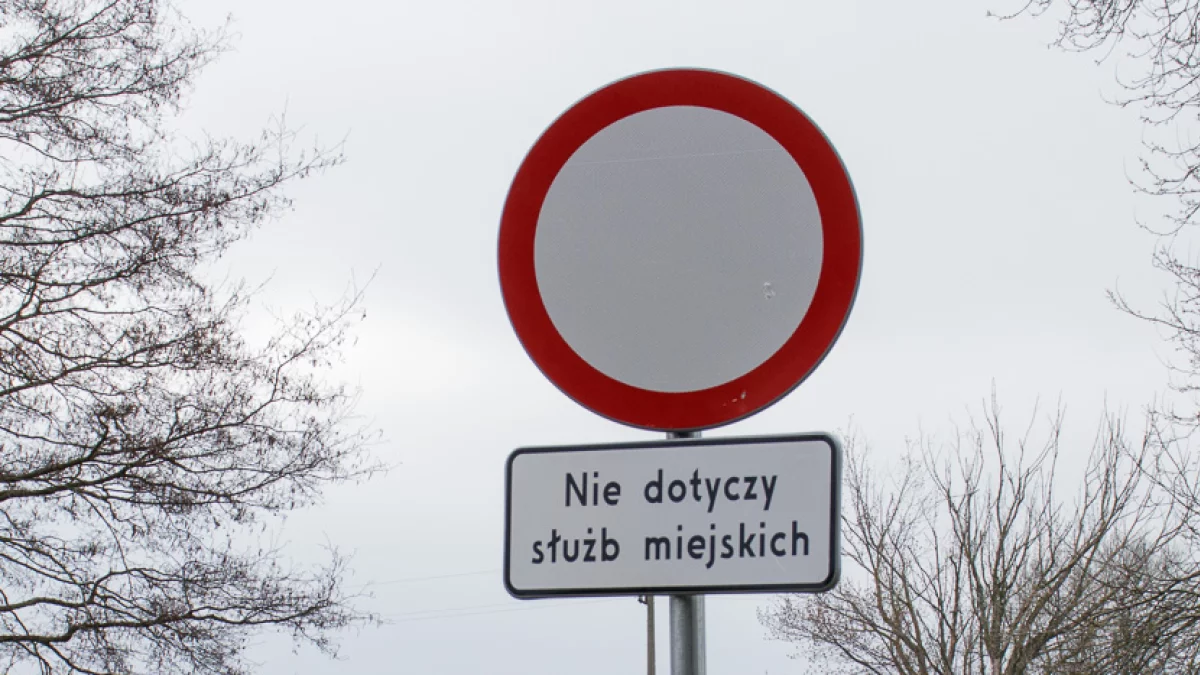 Nie dotyczy
służb miejskich